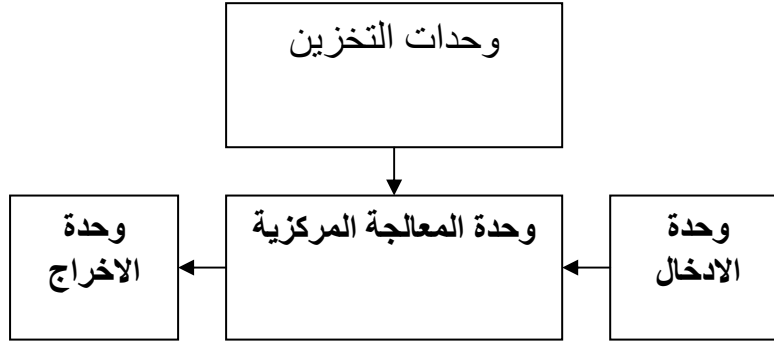 وحدات التخزين
وحدة
الادخال
وحدة المعالجة المركزية
وحدة
الاخراج